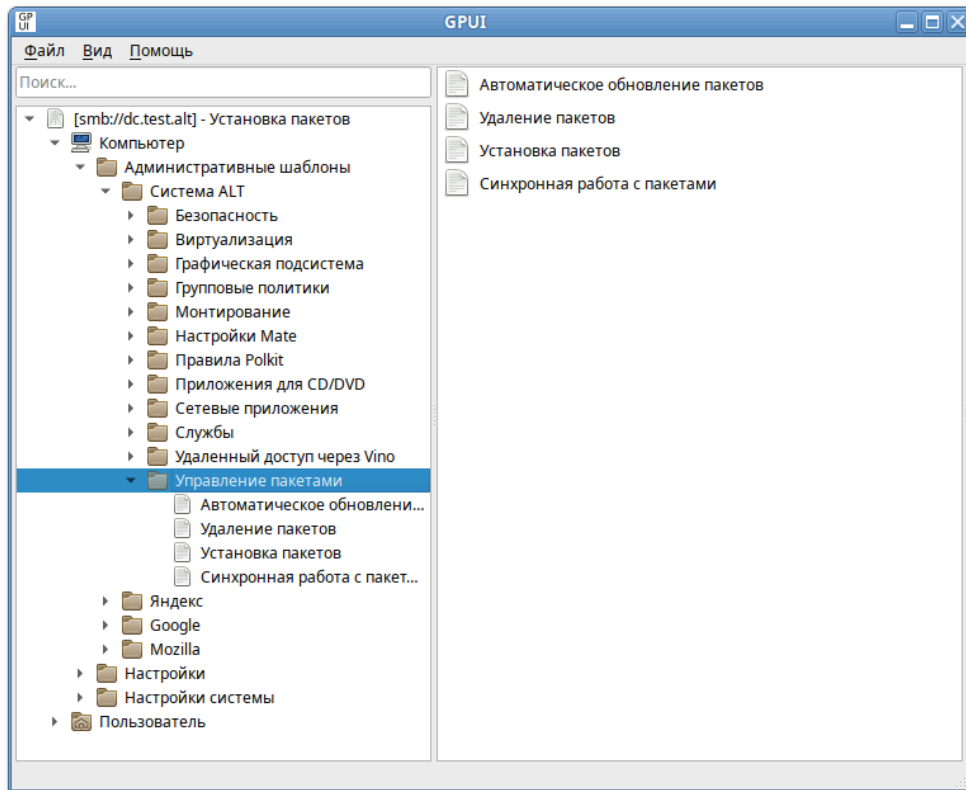 GPUI
GPUI
Файл Вид Помощь
Поиск...
[smb://dc.test.alt] - Установка пакетов
Компьютер
Административные шаблоны
Система ALT
Безопасность
Виртуализация
Графическая подсистема
Групповые политики
Монтирование
Настройки Mate
Правила Polkit
Приложения для CD/DVD
Сетевые приложения
Службы
Удаленный доступ через Vino
Управление пакетами
Автоматическое обновлени...
Удаление пакетов
Установка пакетов
Синхронная работа с пакет...
Яндекс
Google
Mozilla
Настройки
Настройки системы
Пользователь
Автоматическое обновление пакетов
Удаление пакетов
Установка пакетов
Синхронная работа с пакетами